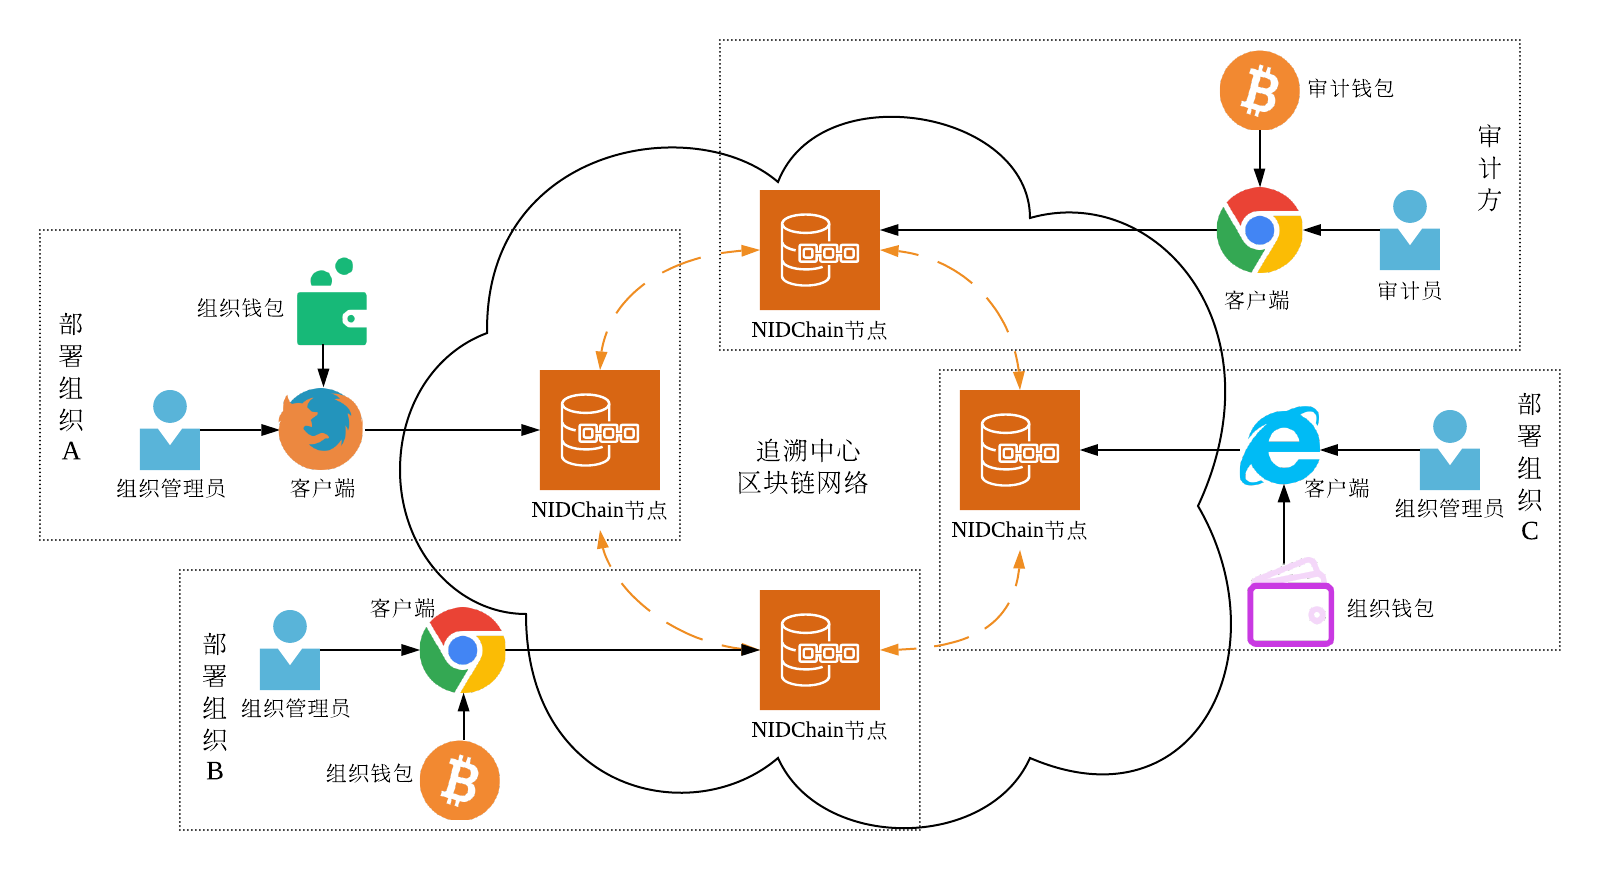 审计钱包
审
计
方
客户端
审计员
NIDChain节点
组织钱包
部
署
组
织
A
组织管理员
客户端
NIDChain节点
追溯中心
区块链网络
NIDChain节点
客户端
组织管理员
部
署
组
织
C
组织钱包
客户端
部
署
组
织
B
组织管理员
组织钱包
NIDChain节点